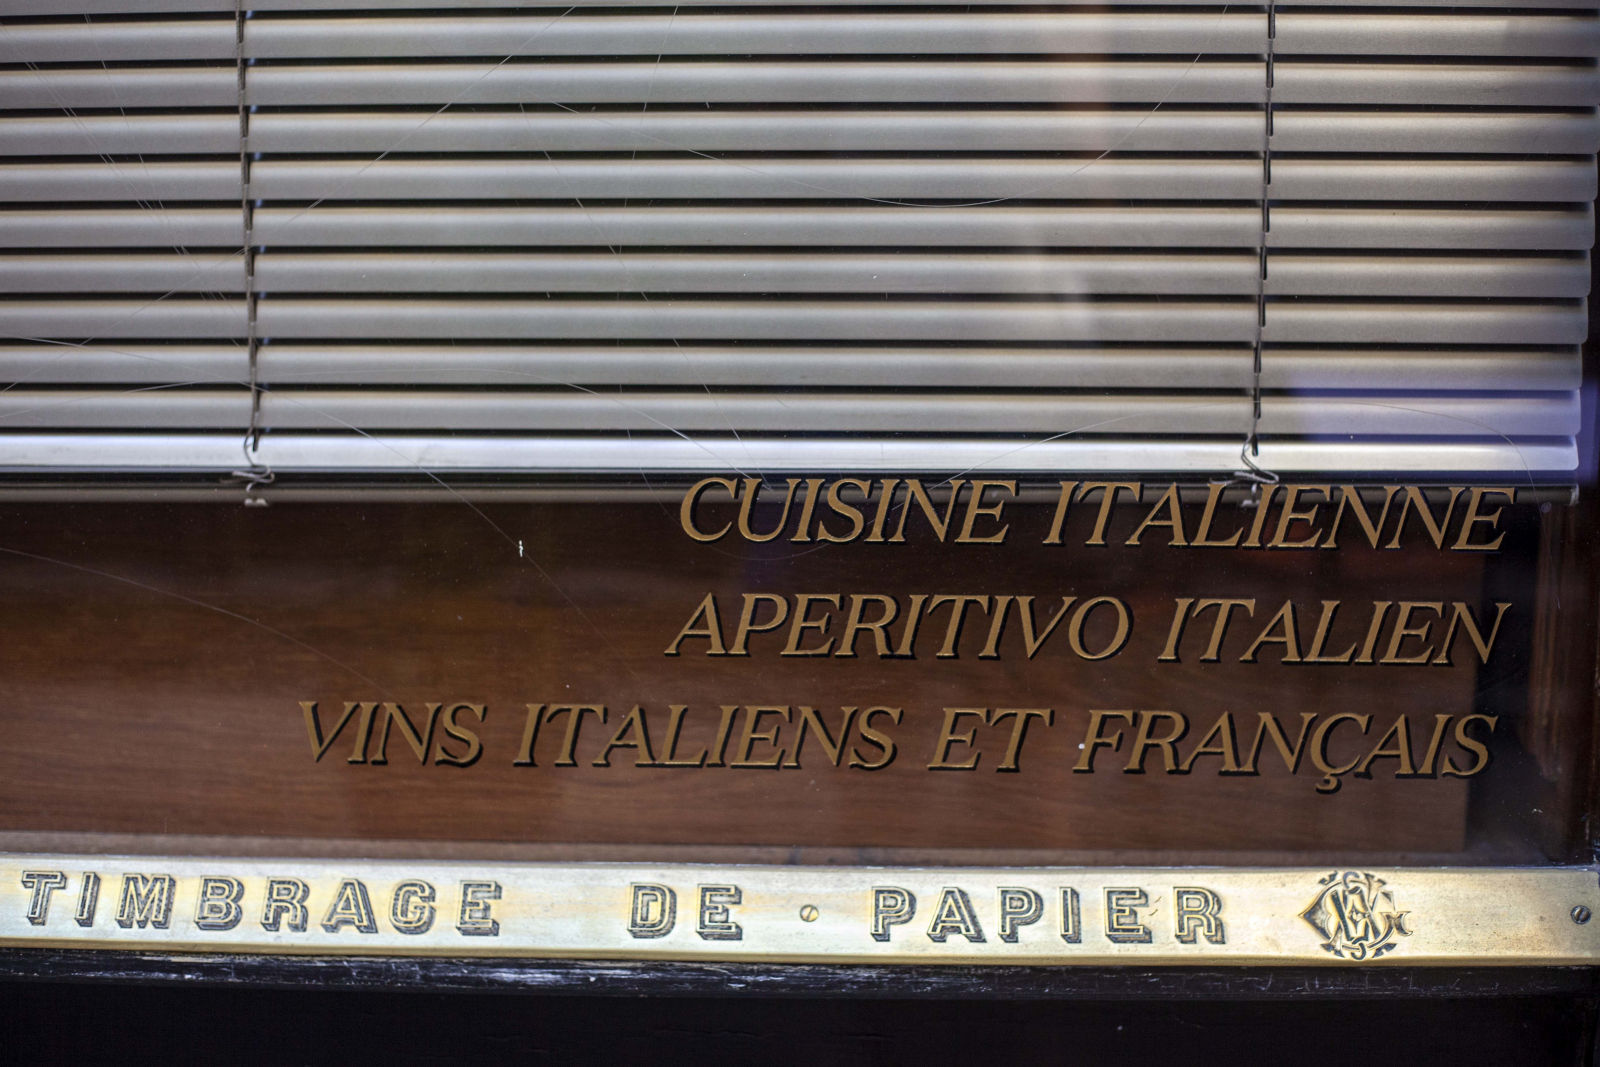 CUISINE ITALIENNE
APERITIVO ITALIEN
VINS ITALIENS ET FRANÇAIS
TIMBRAGE DE PAPIER